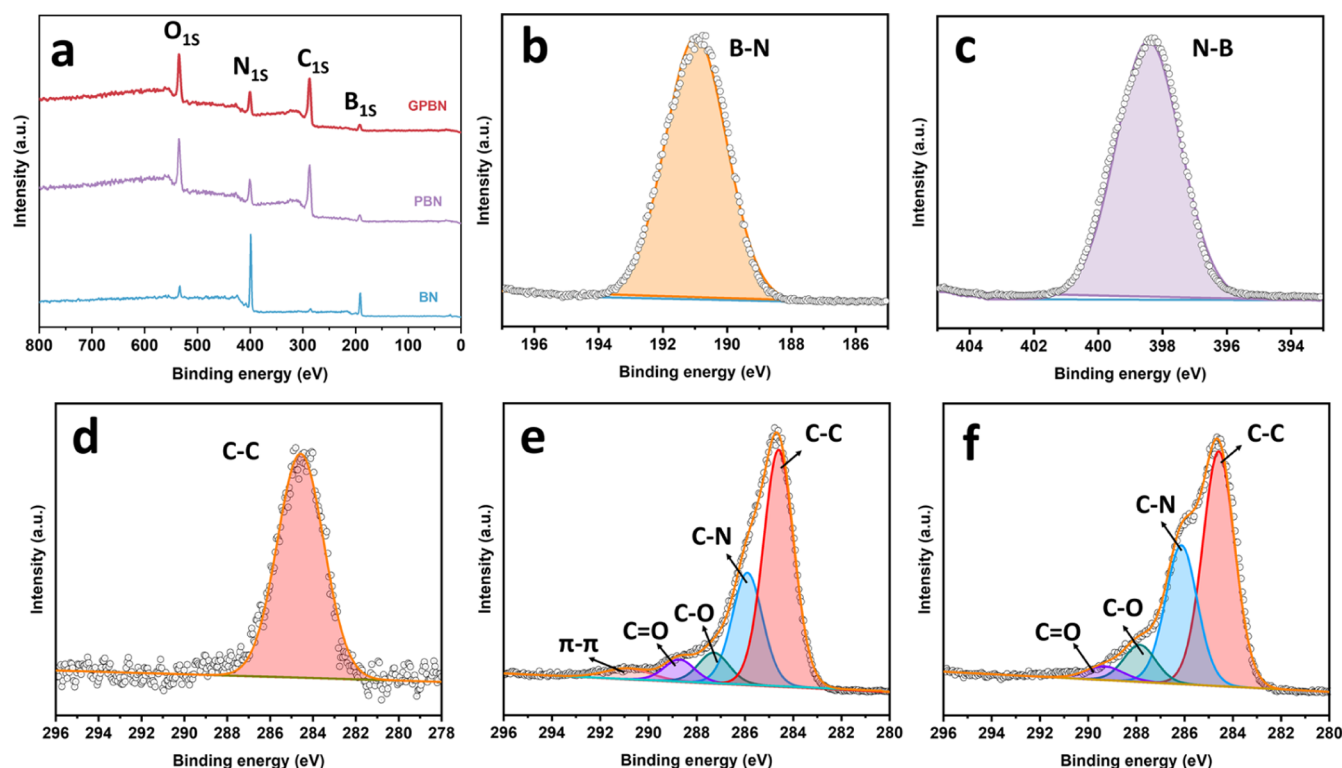 a
O1S
N1S
C1S
B1S
GPBN
PBN
BN
Intensity (a.u.)
800 700 600 500 400 300 200 100 0
Binding energy (eV)
b
B-N
Intensity (a.u.)
196 194 192 190 188 186
Binding energy (eV)
c
N-B
Intensity (a.u.)
404 402 400 398 396 394
Binding energy (eV)
d
C-C
Intensity (a.u.)
296 294 292 290 288 286 284 282 280 278
Binding energy (eV)
e
C-C
C-N
C-O
C=O
π-π
Intensity (a.u.)
296 294 292 290 288 286 284 282 280
Binding energy (eV)
f
C-C
C-N
C-O
C=O
Intensity (a.u.)
296 294 292 290 288 286 284 282 280
Binding energy (eV)